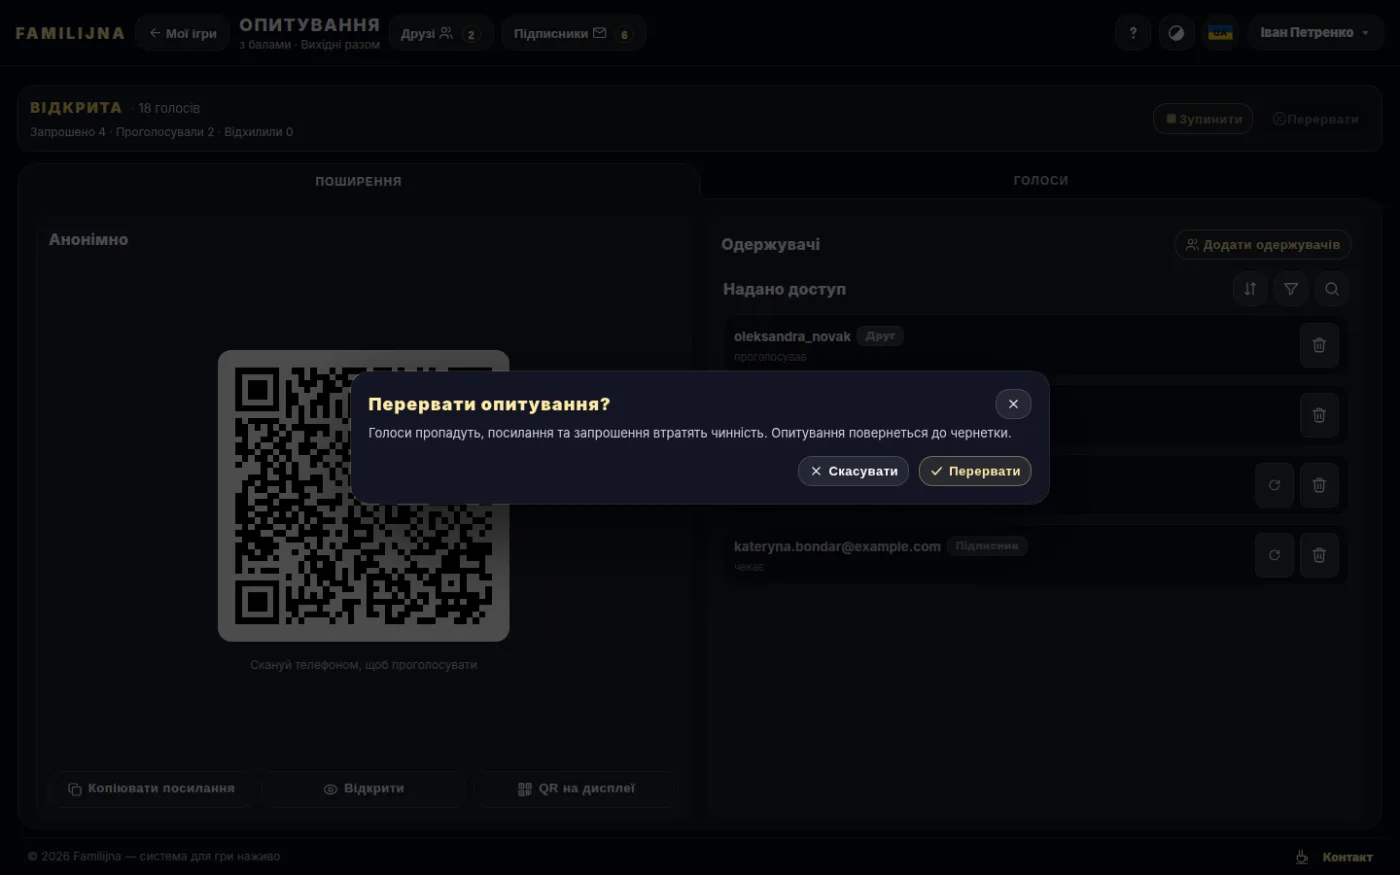 FAMILIJNA
← Мої ігри
ОПИТУВАННЯ
з балами · Вихідні разом
Друзі 2
Підписники 6
?
UA
Іван Петренко
ВІДКРИТА · 18 голосів
Запрошено 4 · Проголосували 2 · Відхилили 0
Зупинити
Перервати
ПОШИРЕННЯ
ГОЛОСИ
Анонімно
Скануй телефоном, щоб проголосувати
Копіювати посилання
Відкрити
QR на дисплеї
Одержувачі
Додати одержувачів
Надано доступ
oleksandra_novak Друг
проголосував
Перервати опитування?
Голоси пропадуть, посилання та запрошення втратять чинність. Опитування повернеться до чернетки.
Скасувати
Перервати
kateryna.bondar@example.com Підписник
чекає
© 2026 Familijna — система для гри наживо
Контакт